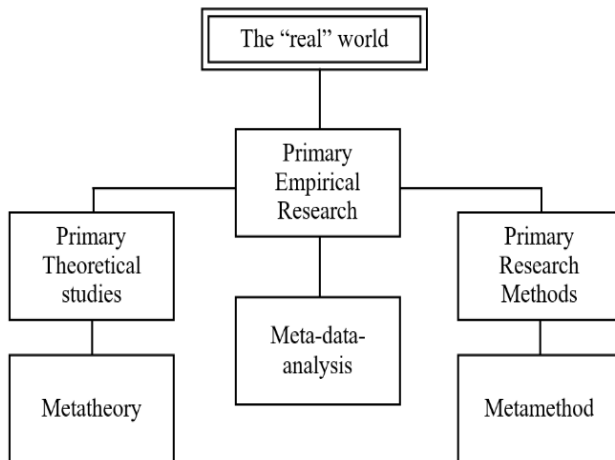 The “real” world
Primary
Empirical
Research
Primary
Theoretical
studies
Primary
Research
Methods
Meta-data-
analysis
Metatheory
Metamethod